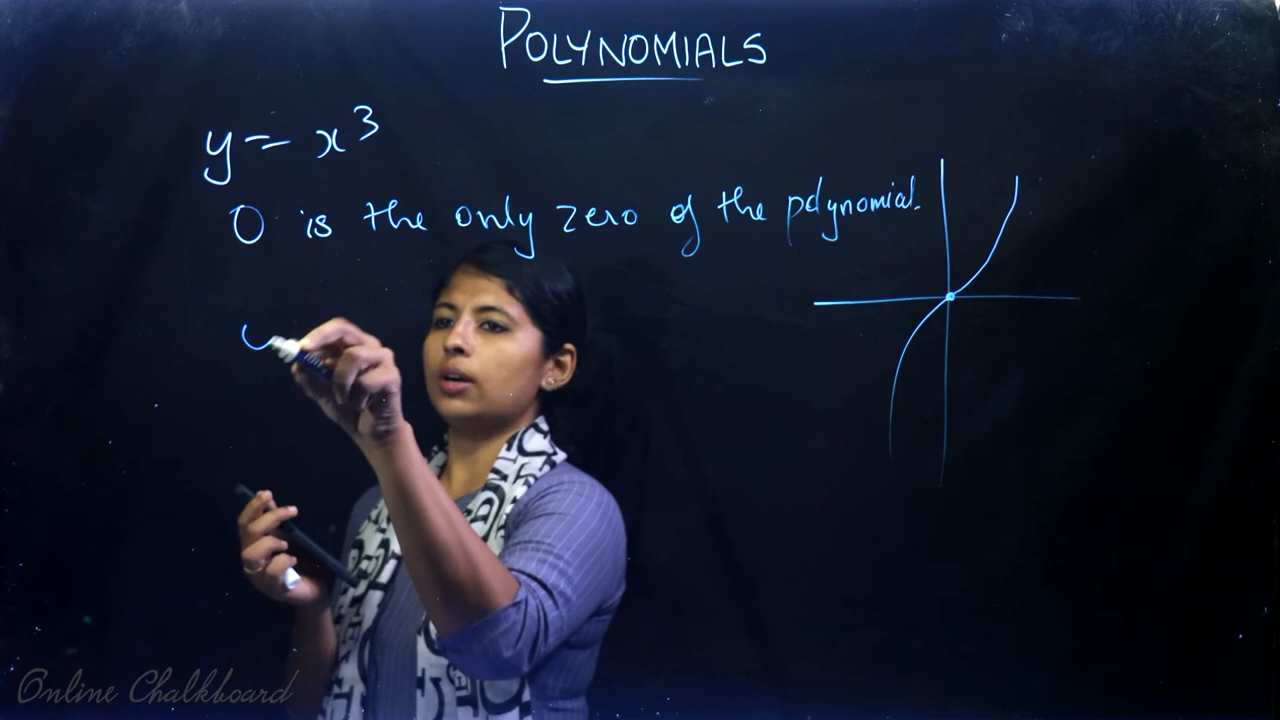 POLYNOMIALS
y = x³
0 is the only zero of the polynomial.
Online Chalkboard